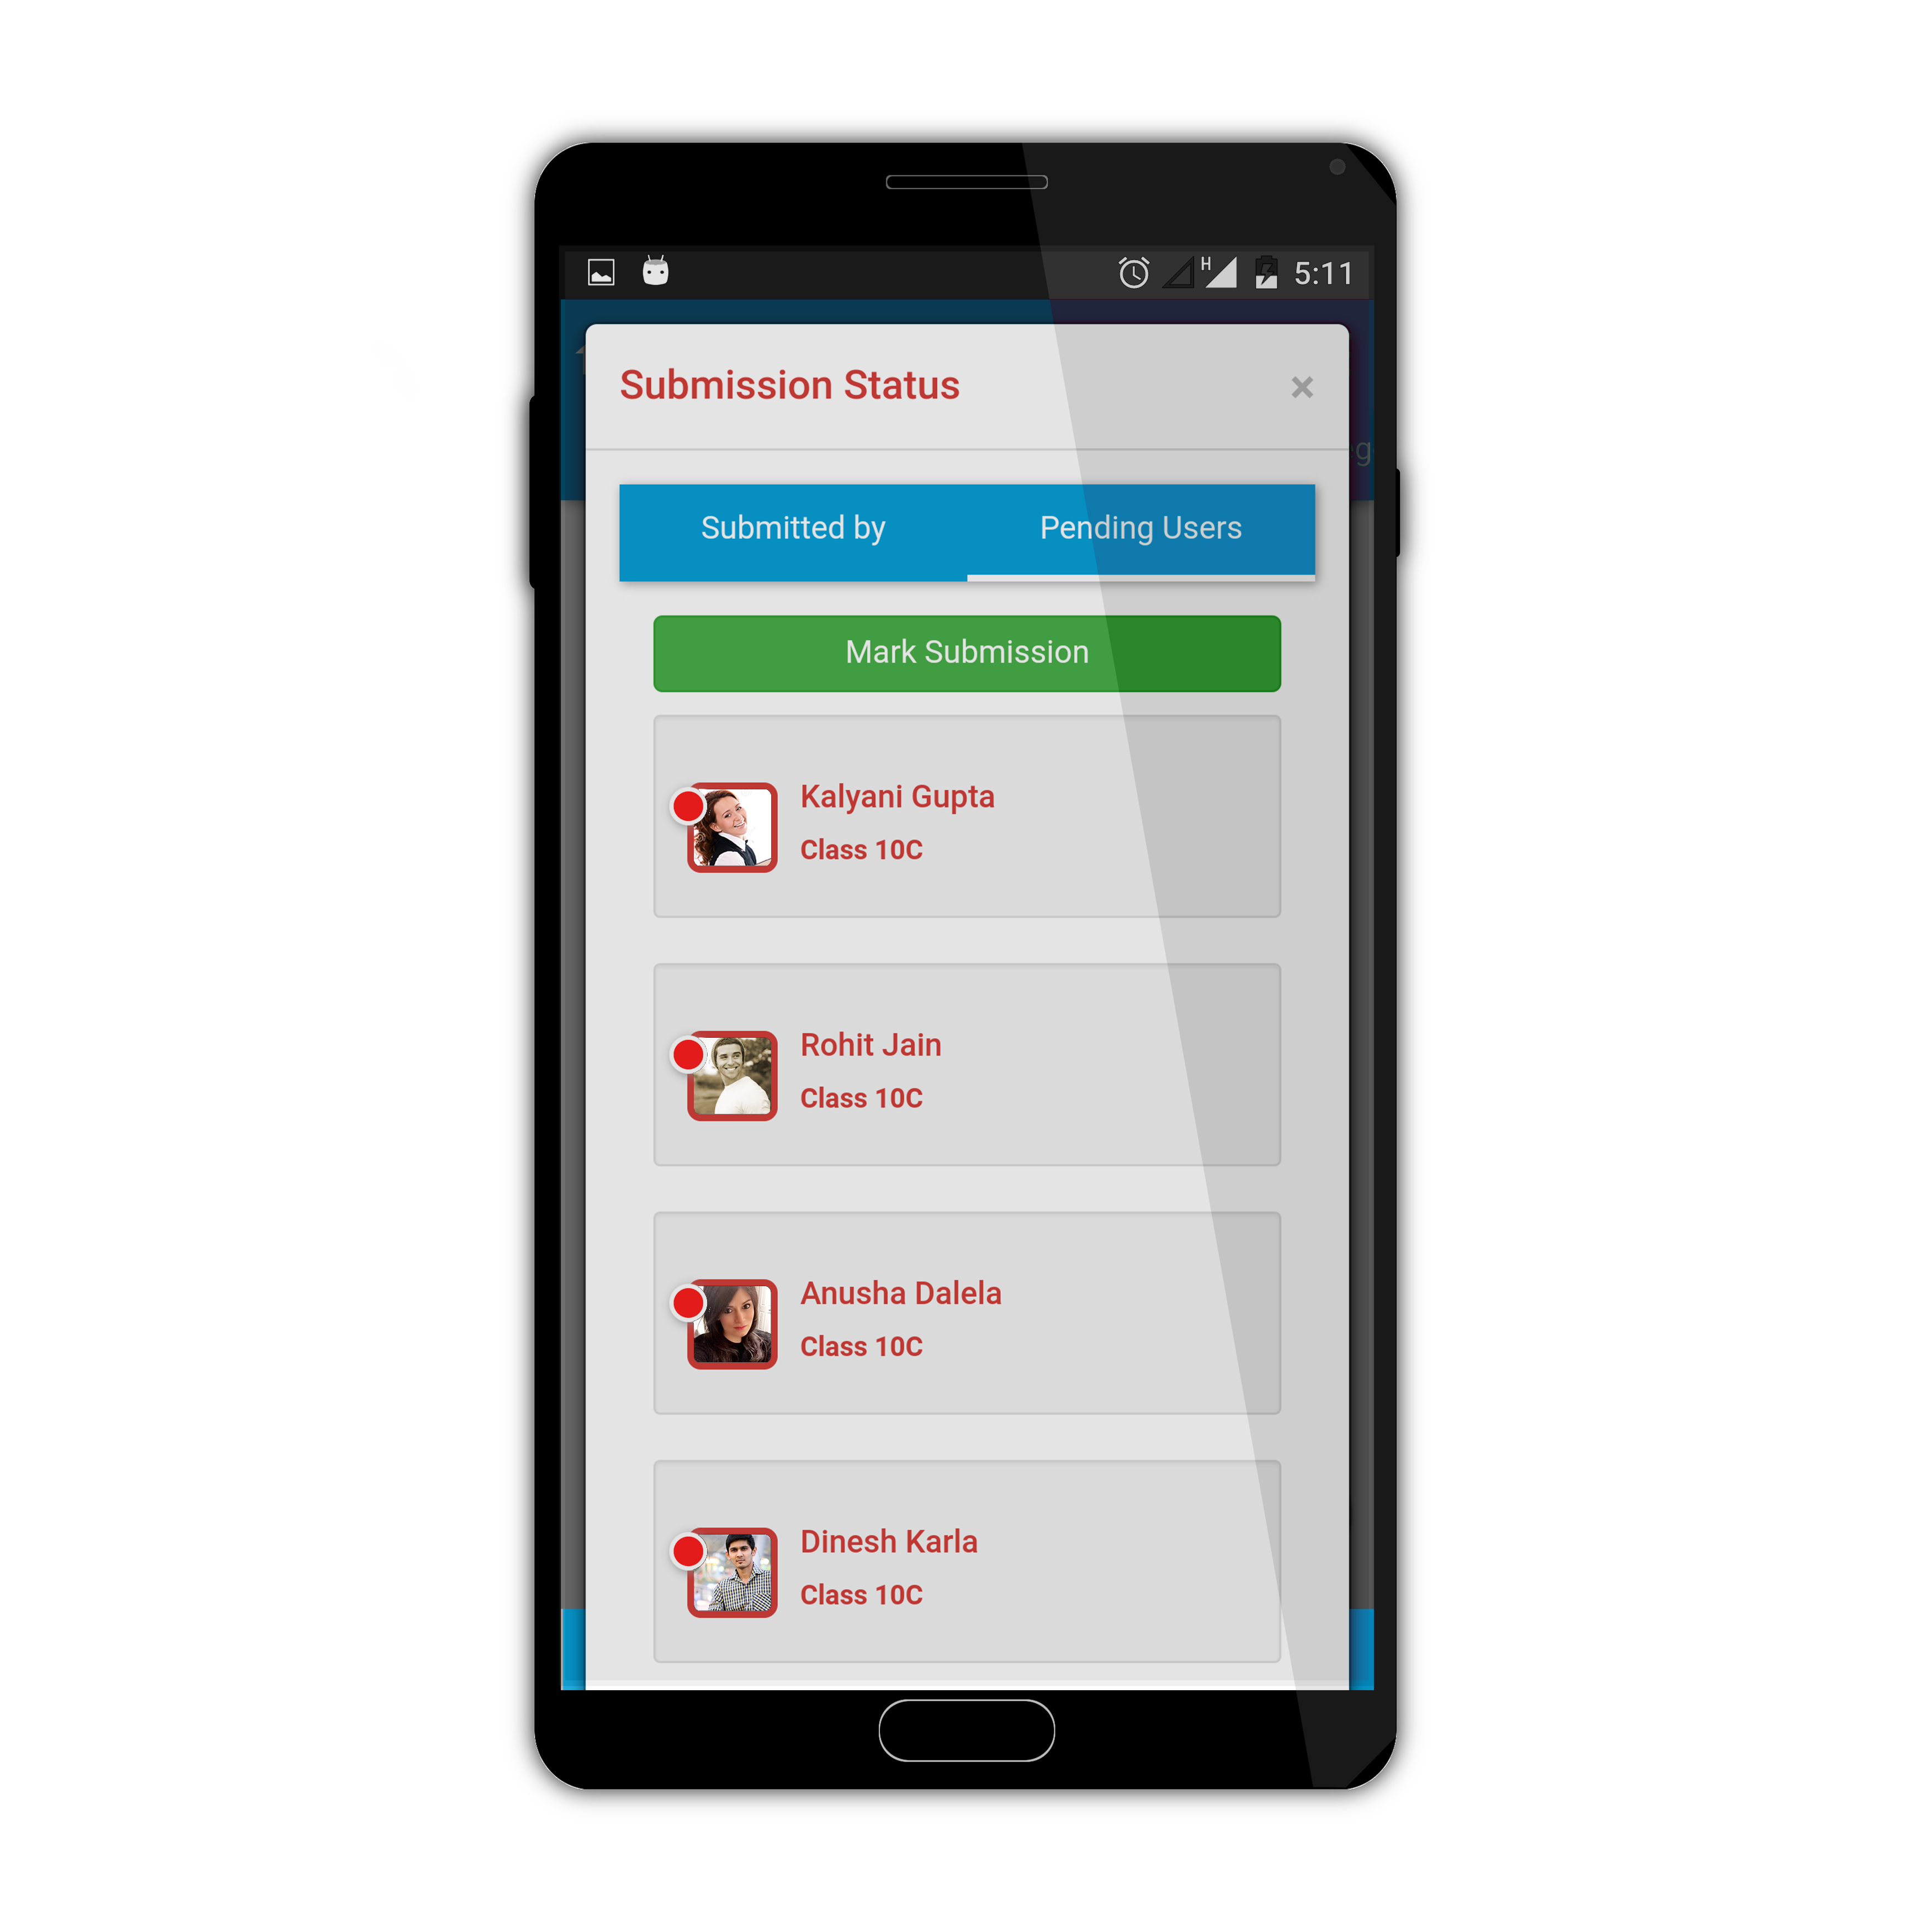 H 5:11
Submission Status
×
Submitted by Pending Users
Mark Submission
Kalyani Gupta
Class 10C
Rohit Jain
Class 10C
Anusha Dalela
Class 10C
Dinesh Karla
Class 10C